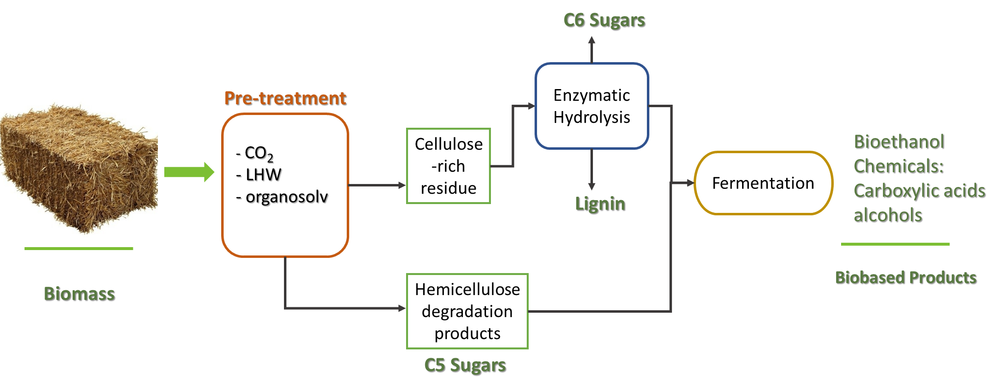 Biomass
Pre-treatment
- CO₂
- LHW
- organosolv
Cellulose
-rich
residue
Hemicellulose
degradation
products
C5 Sugars
C6 Sugars
Enzymatic
Hydrolysis
Lignin
Fermentation
Bioethanol
Chemicals:
Carboxylic acids
alcohols
Biobased Products